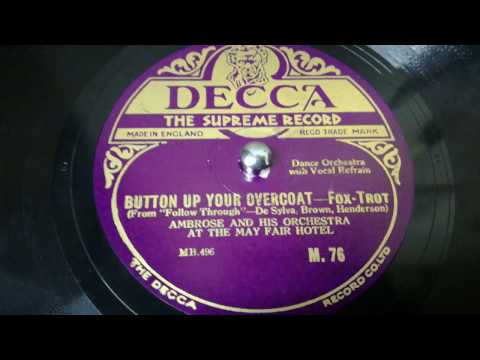 DECCA
THE SUPREME RECORD
MADE IN ENGLAND REGD TRADE MARK
Dance Orchestra
with Vocal Refrain
BUTTON UP YOUR OVERCOAT—FOX-TROT
(From "Follow Through"—De Sylva, Brown, Henderson)
AMBROSE AND HIS ORCHESTRA
AT THE MAY FAIR HOTEL
MB.496 M. 76
THE DECCA RECORD CO. LTD